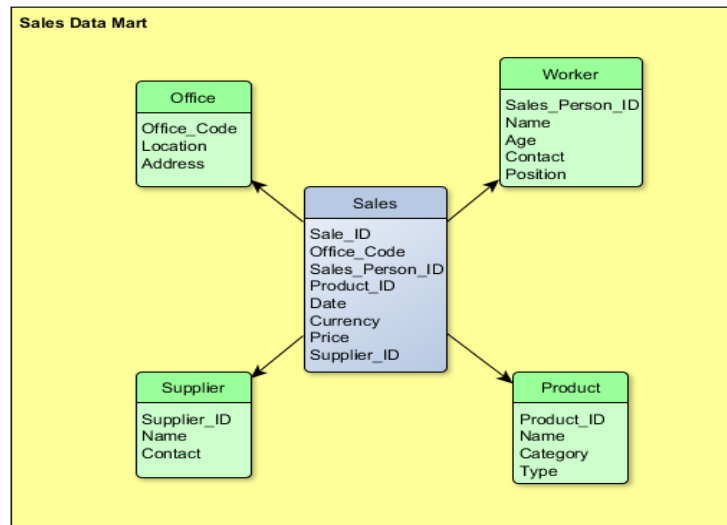 Sales Data Mart
Office
Office_Code
Location
Address
Worker
Sales_Person_ID
Name
Age
Contact
Position
Sales
Sale_ID
Office_Code
Sales_Person_ID
Product_ID
Date
Currency
Price
Supplier_ID
Supplier
Supplier_ID
Name
Contact
Product
Product_ID
Name
Category
Type